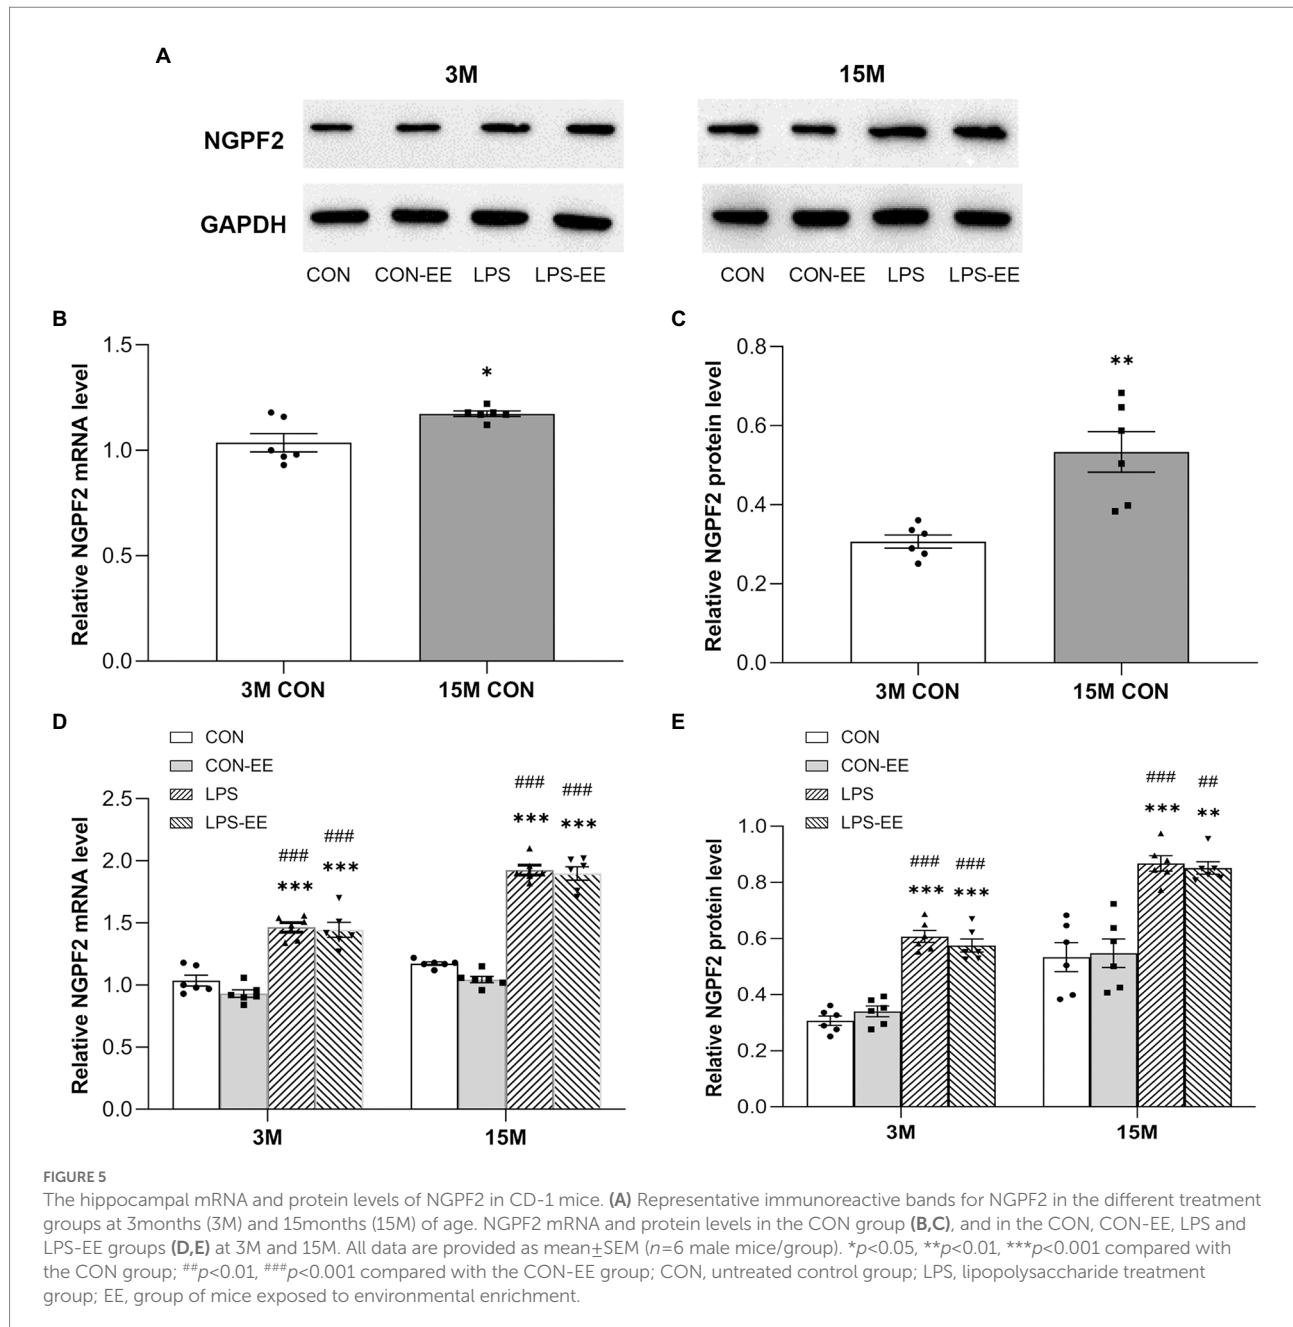 A
3M
15M
NGPF2
GAPDH
CON CON-EE LPS LPS-EE
CON CON-EE LPS LPS-EE
B
Relative NGPF2 mRNA level
1.5
1.0
0.5
0.0
*
3M CON
15M CON
C
Relative NGPF2 protein level
0.8
0.6
0.4
0.2
0.0
**
3M CON
15M CON
D
CON
CON-EE
LPS
LPS-EE
Relative NGPF2 mRNA level
2.5
2.0
1.5
1.0
0.5
0.0
### ###
*** ***
### ###
*** ***
3M
15M
E
CON
CON-EE
LPS
LPS-EE
Relative NGPF2 protein level
1.0
0.8
0.6
0.4
0.2
0.0
### ###
*** ***
### ##
*** **
3M
15M
FIGURE 5
The hippocampal mRNA and protein levels of NGPF2 in CD-1 mice. (A) Representative immunoreactive bands for NGPF2 in the different treatment
groups at 3months (3M) and 15months (15M) of age. NGPF2 mRNA and protein levels in the CON group (B,C), and in the CON, CON-EE, LPS and
LPS-EE groups (D,E) at 3M and 15M. All data are provided as mean±SEM (n=6 male mice/group). *p<0.05, **p<0.01, ***p<0.001 compared with
the CON group; ##p<0.01, ###p<0.001 compared with the CON-EE group; CON, untreated control group; LPS, lipopolysaccharide treatment
group; EE, group of mice exposed to environmental enrichment.